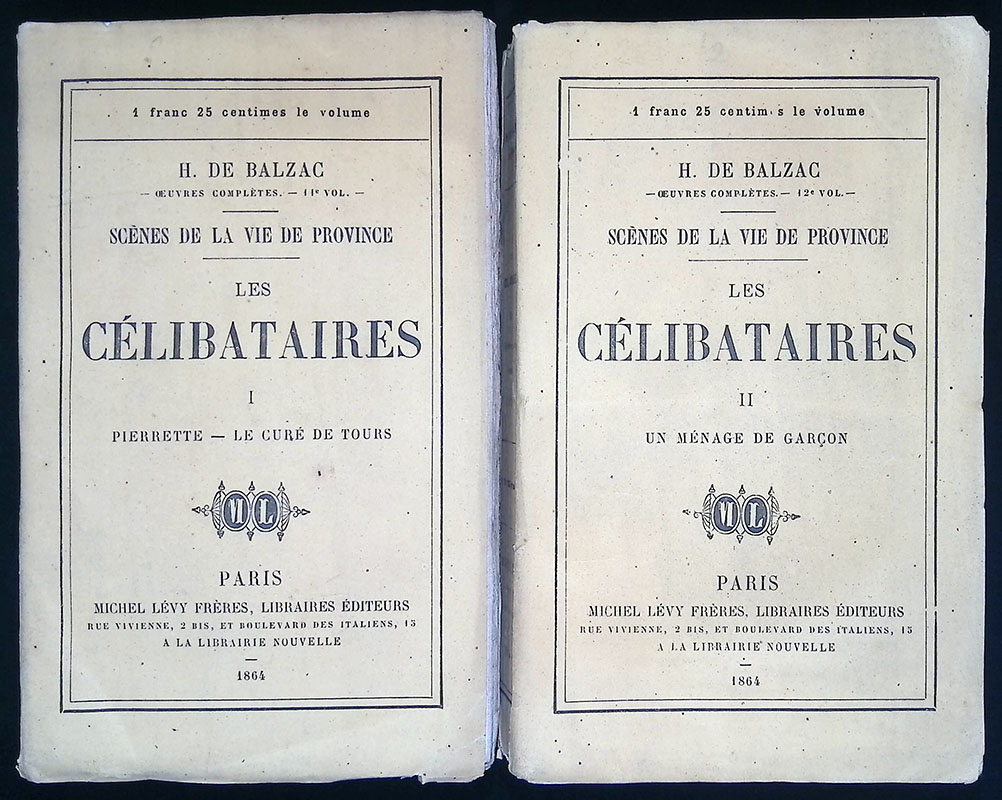 1 franc 25 centimes le volume
H. DE BALZAC
— ŒUVRES COMPLÈTES. — 11e VOL. —
SCÈNES DE LA VIE DE PROVINCE
LES
CÉLIBATAIRES
I
PIERRETTE — LE CURÉ DE TOURS
ML
PARIS
MICHEL LÉVY FRÈRES, LIBRAIRES ÉDITEURS
RUE VIVIENNE, 2 BIS, ET BOULEVARD DES ITALIENS, 15
A LA LIBRAIRIE NOUVELLE
—
1864
1 franc 25 centim s le volume
H. DE BALZAC
— ŒUVRES COMPLÈTES. — 12e VOL. —
SCÈNES DE LA VIE DE PROVINCE
LES
CÉLIBATAIRES
II
UN MÉNAGE DE GARÇON
ML
PARIS
MICHEL LÉVY FRÈRES, LIBRAIRES ÉDITEURS
RUE VIVIENNE, 2 BIS, ET BOULEVARD DES ITALIENS, 15
A LA LIBRAIRIE NOUVELLE
—
1864